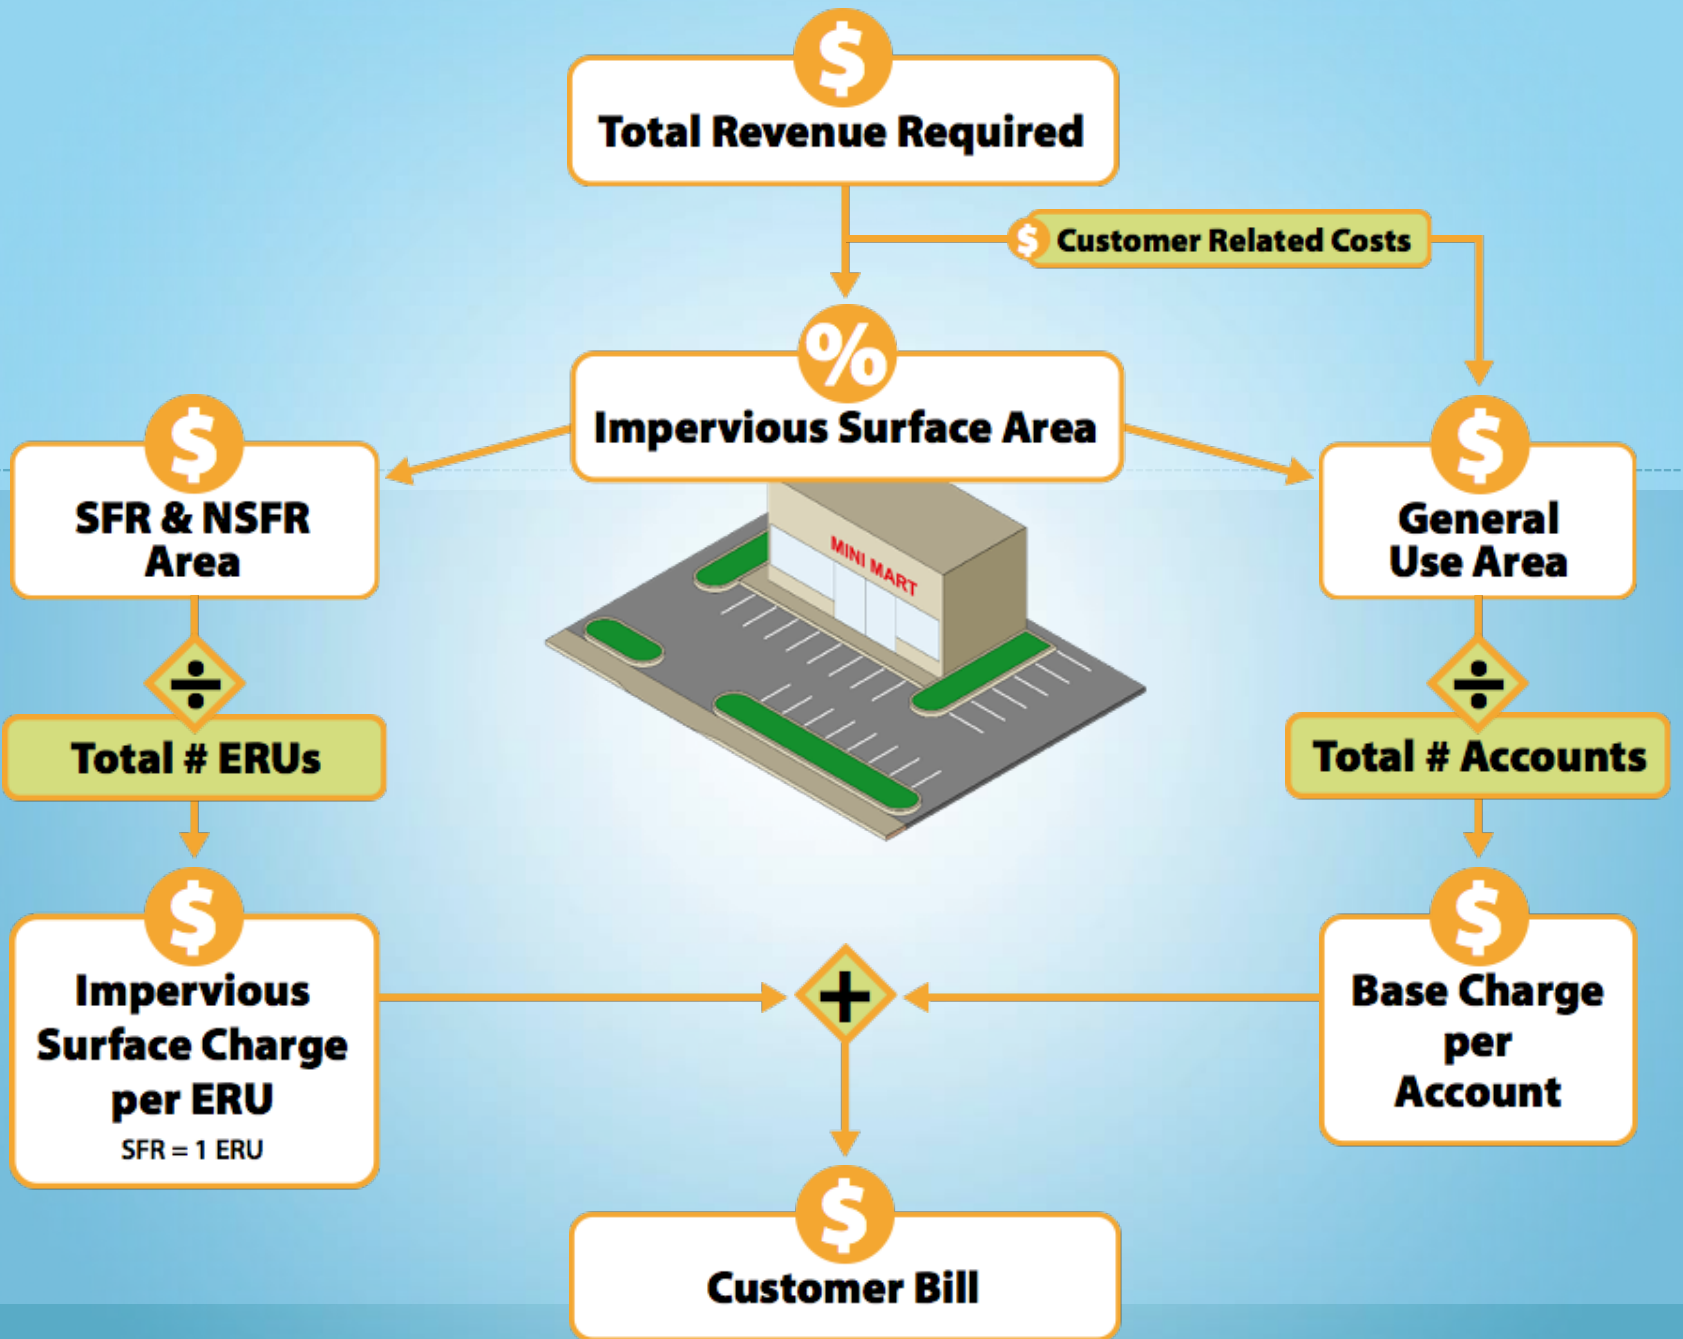 $
Total Revenue Required
$ Customer Related Costs
%
Impervious Surface Area
$
SFR & NSFR
Area
$
General
Use Area
MINI MART
÷
Total # ERUs
÷
Total # Accounts
$
Impervious
Surface Charge
per ERU
SFR = 1 ERU
+
$
Base Charge
per
Account
$
Customer Bill